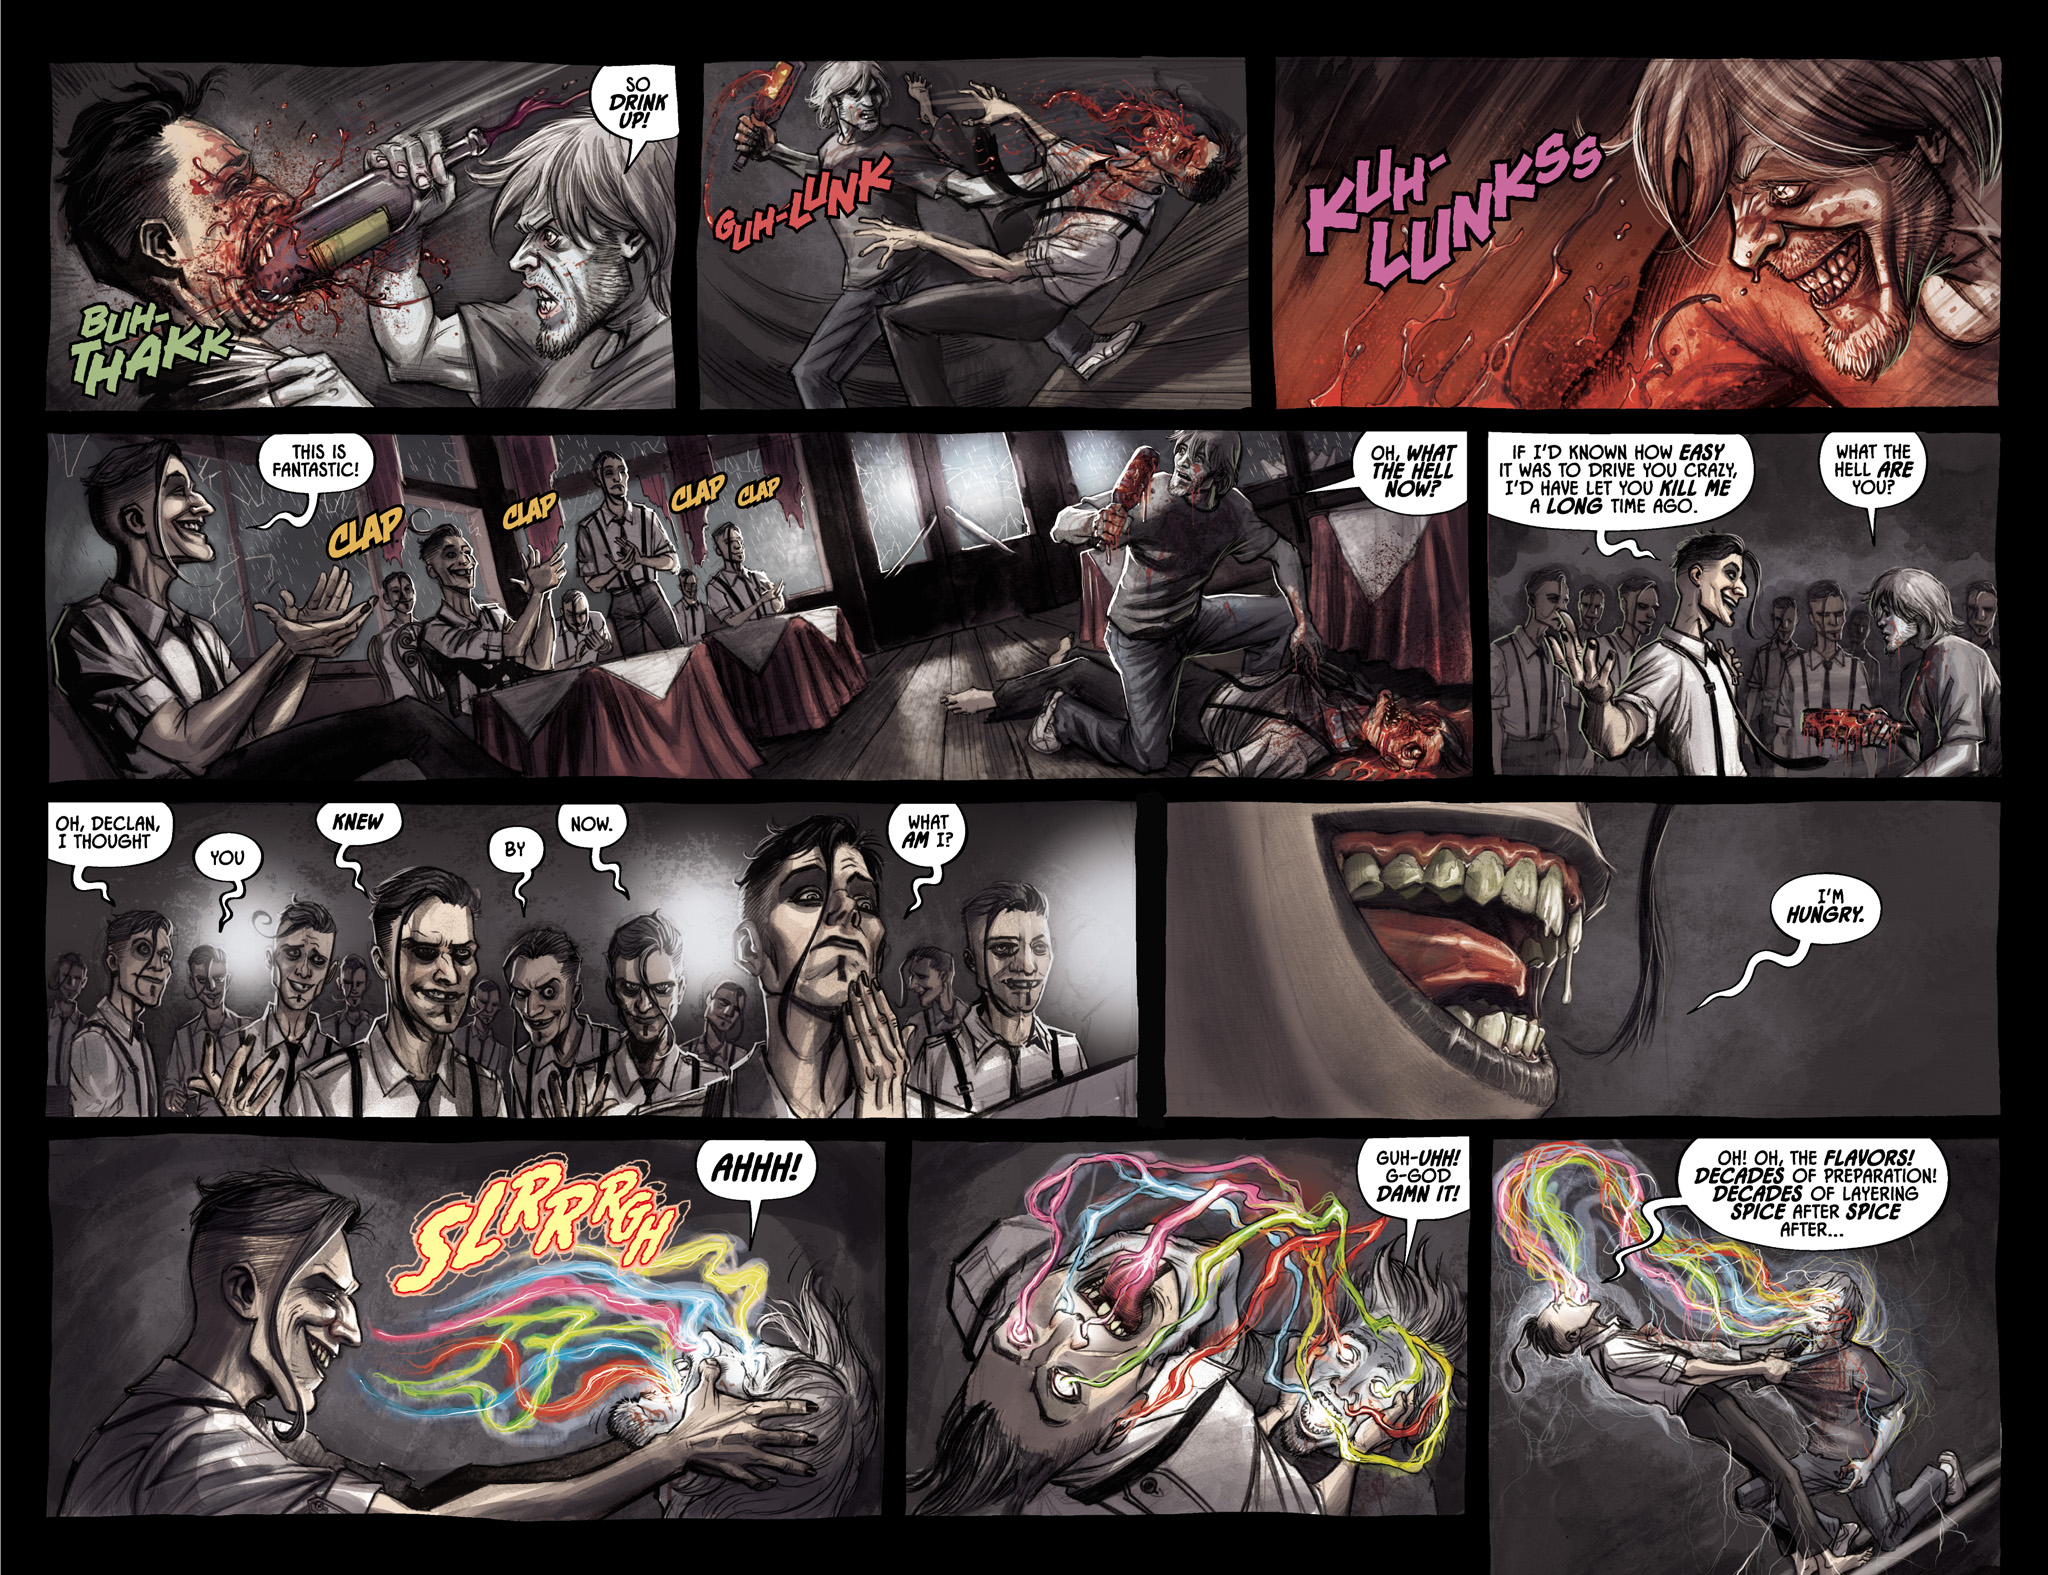 SO
DRINK
UP!
BUH-
THAKK
GUH-LUNK
KUH-
LUNKSS
THIS IS
FANTASTIC!
CLAP
CLAP
CLAP
CLAP
OH, WHAT
THE HELL
NOW?
IF I'D KNOWN HOW EASY
IT WAS TO DRIVE YOU CRAZY,
I'D HAVE LET YOU KILL ME
A LONG TIME AGO.
WHAT THE
HELL ARE
YOU?
OH, DECLAN,
I THOUGHT
YOU
KNEW
BY
NOW.
WHAT
AM I?
I'M
HUNGRY.
SLRRRGH
AHHH!
GUH-UHH!
G-GOD
DAMN IT!
OH! OH, THE FLAVORS!
DECADES OF PREPARATION!
DECADES OF LAYERING
SPICE AFTER SPICE
AFTER...